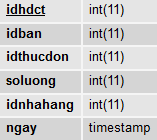 idhdct int(11)
idban int(11)
idthucdon int(11)
soluong int(11)
idnhahang int(11)
ngay timestamp